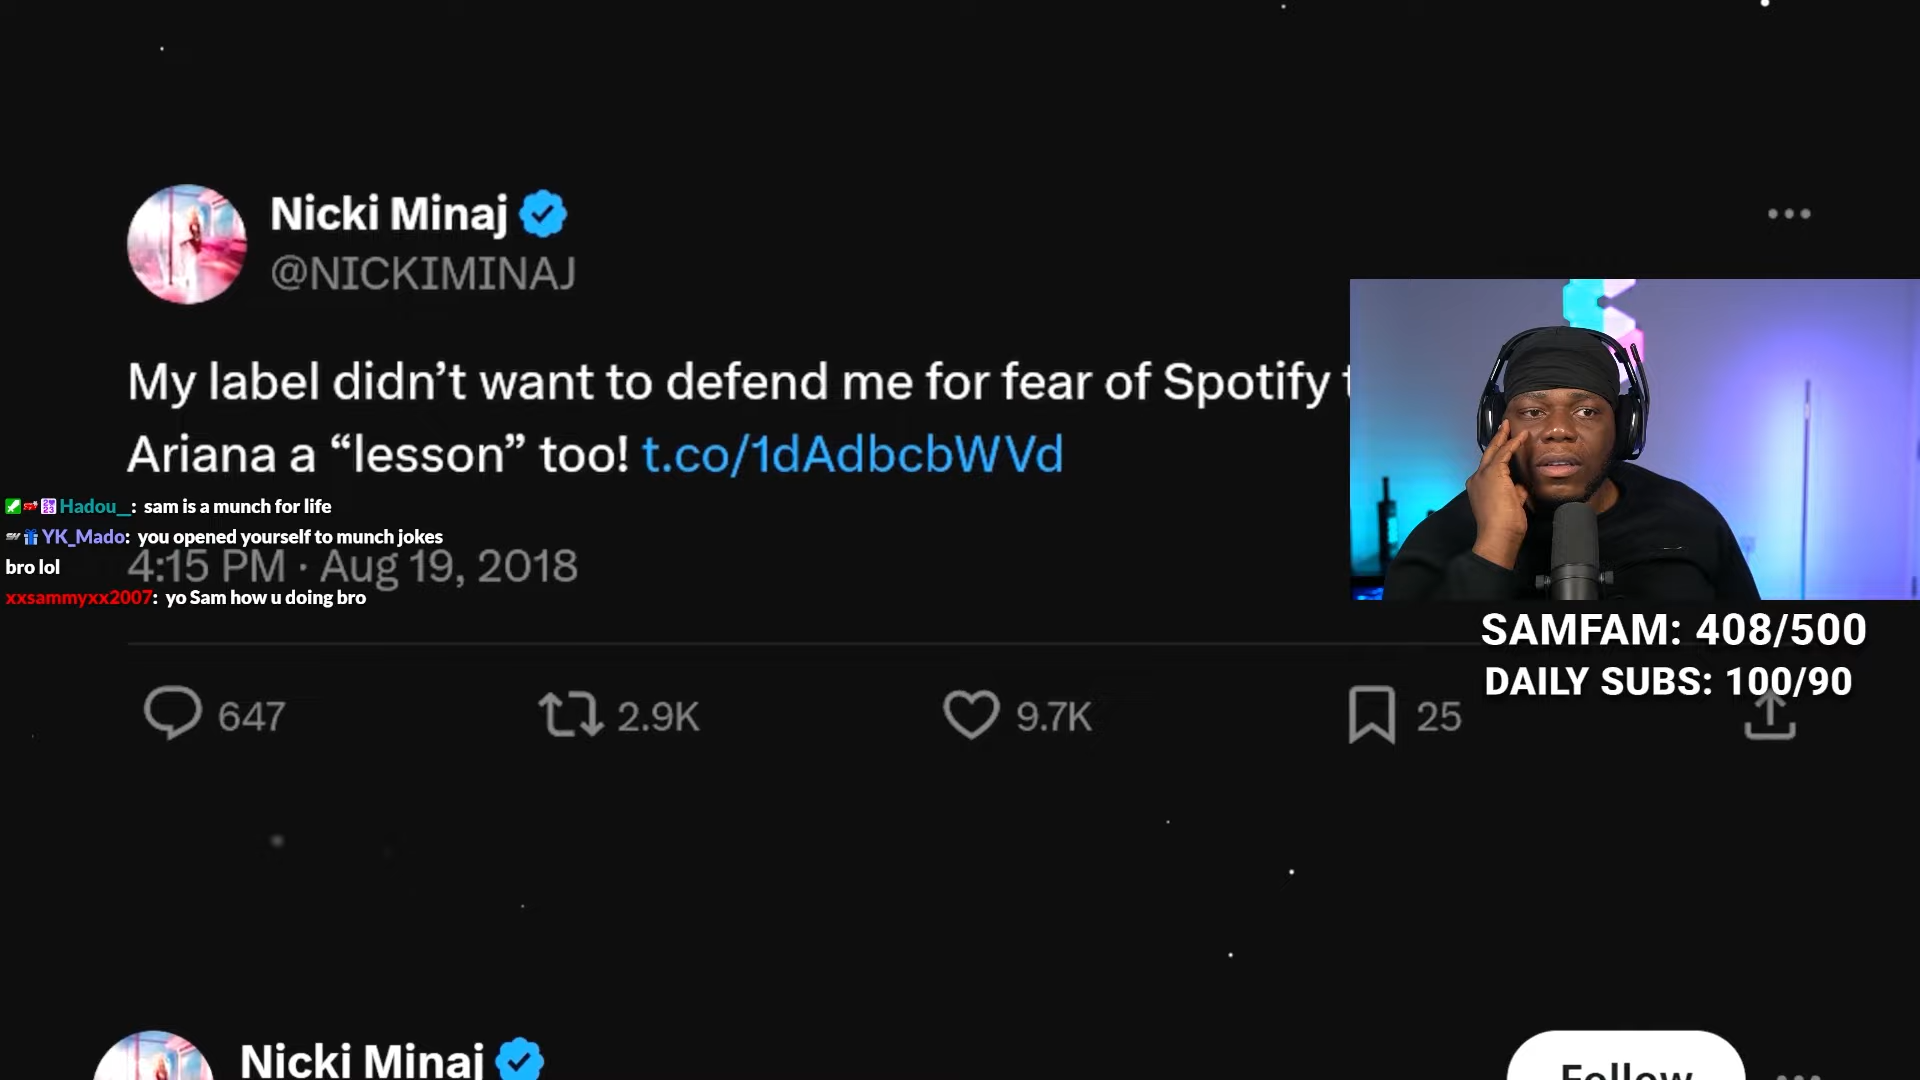 Nicki Minaj
@NICKIMINAJ
My label didn’t want to defend me for fear of Spotify
Ariana a “lesson” too! t.co/1dAdbcbWVd
Hadou__: sam is a munch for life
YK_Mado: you opened yourself to munch jokes
bro lol
4:15 PM · Aug 19, 2018
xxsammyxx2007: yo Sam how u doing bro
SAMFAM: 408/500
DAILY SUBS: 100/90
647
2.9K
9.7K
25
Nicki Minaj
Follow